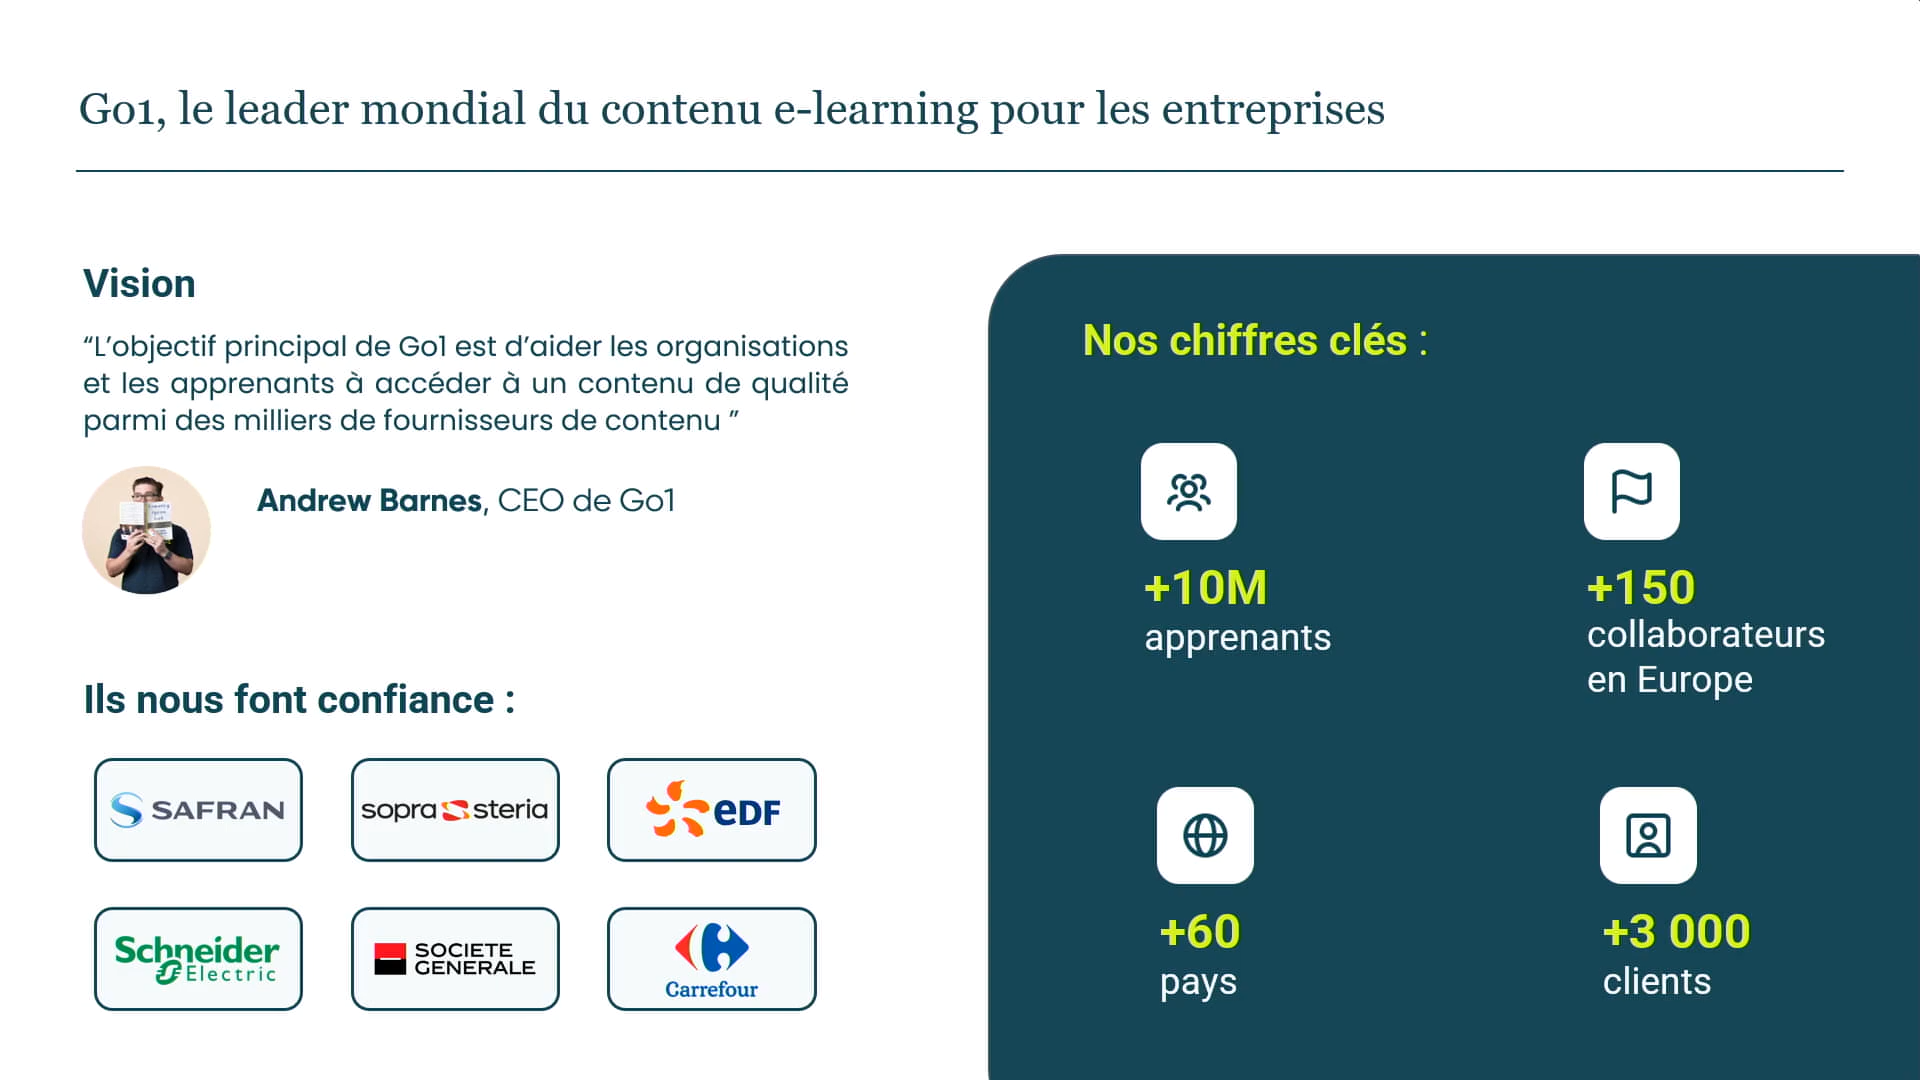 Go1, le leader mondial du contenu e-learning pour les entreprises
Vision
“L’objectif principal de Go1 est d’aider les organisations
et les apprenants à accéder à un contenu de qualité
parmi des milliers de fournisseurs de contenu ”
Andrew Barnes, CEO de Go1
Ils nous font confiance :
SAFRAN
sopra steria
eDF
Schneider
Electric
SOCIETE
GENERALE
Carrefour
Nos chiffres clés :
+10M
apprenants
+150
collaborateurs
en Europe
+60
pays
+3 000
clients